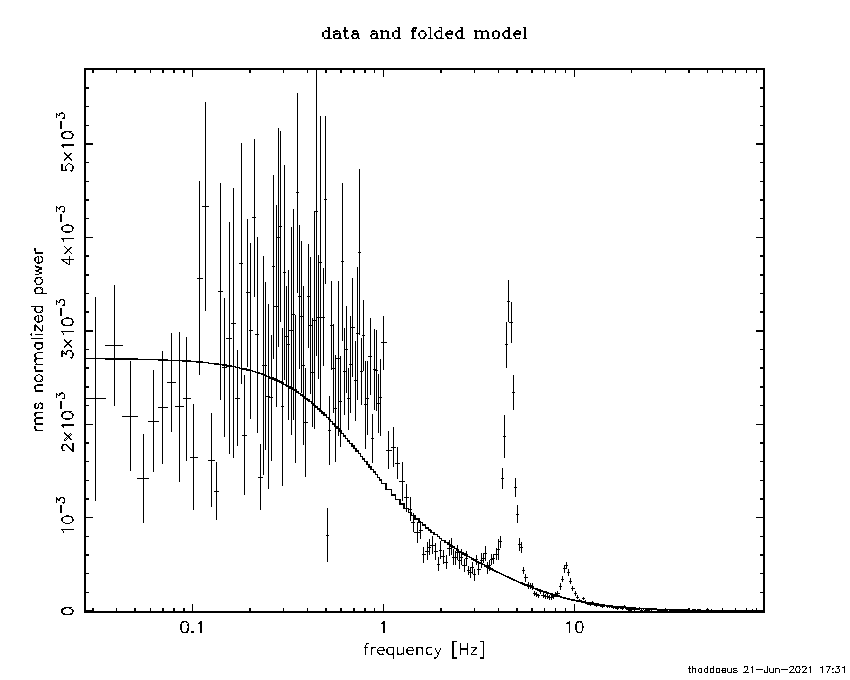 data and folded model
rms normalized power
5×10⁻³
4×10⁻³
3×10⁻³
2×10⁻³
10⁻³
0
0.1
1
10
frequency [Hz]
thaddaeus 21-Jun-2021 17:31